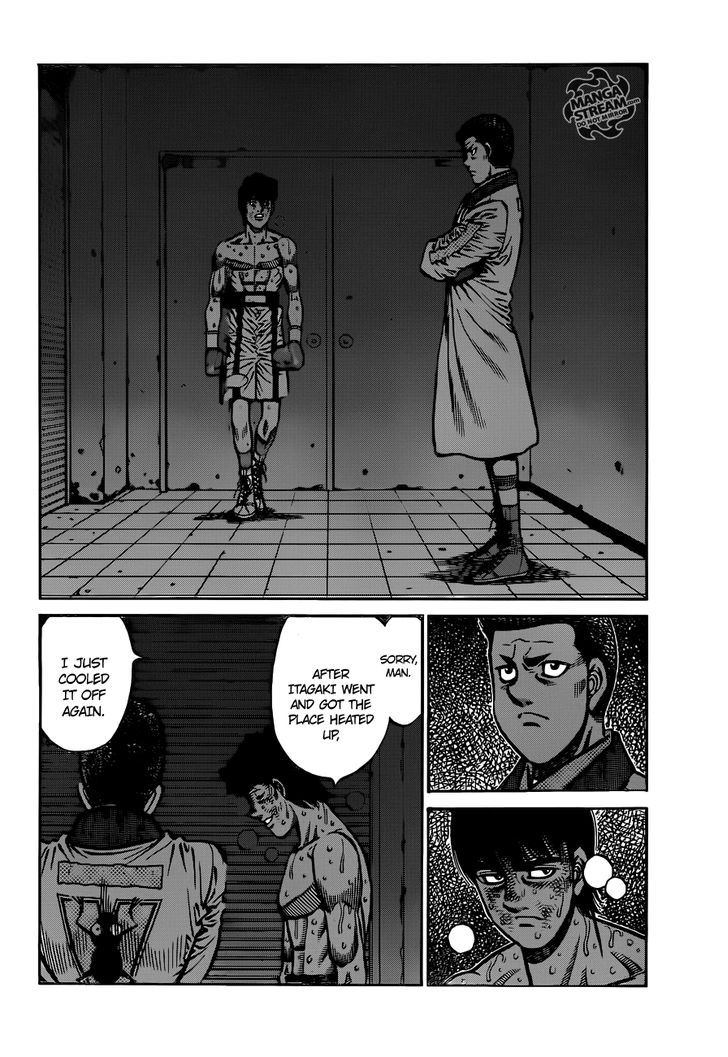 MANGA
STREAM.com
DO NOT MIRROR
SORRY,
MAN.
AFTER
ITAGAKI WENT
AND GOT THE
PLACE HEATED
UP,
I JUST
COOLED
IT OFF
AGAIN.